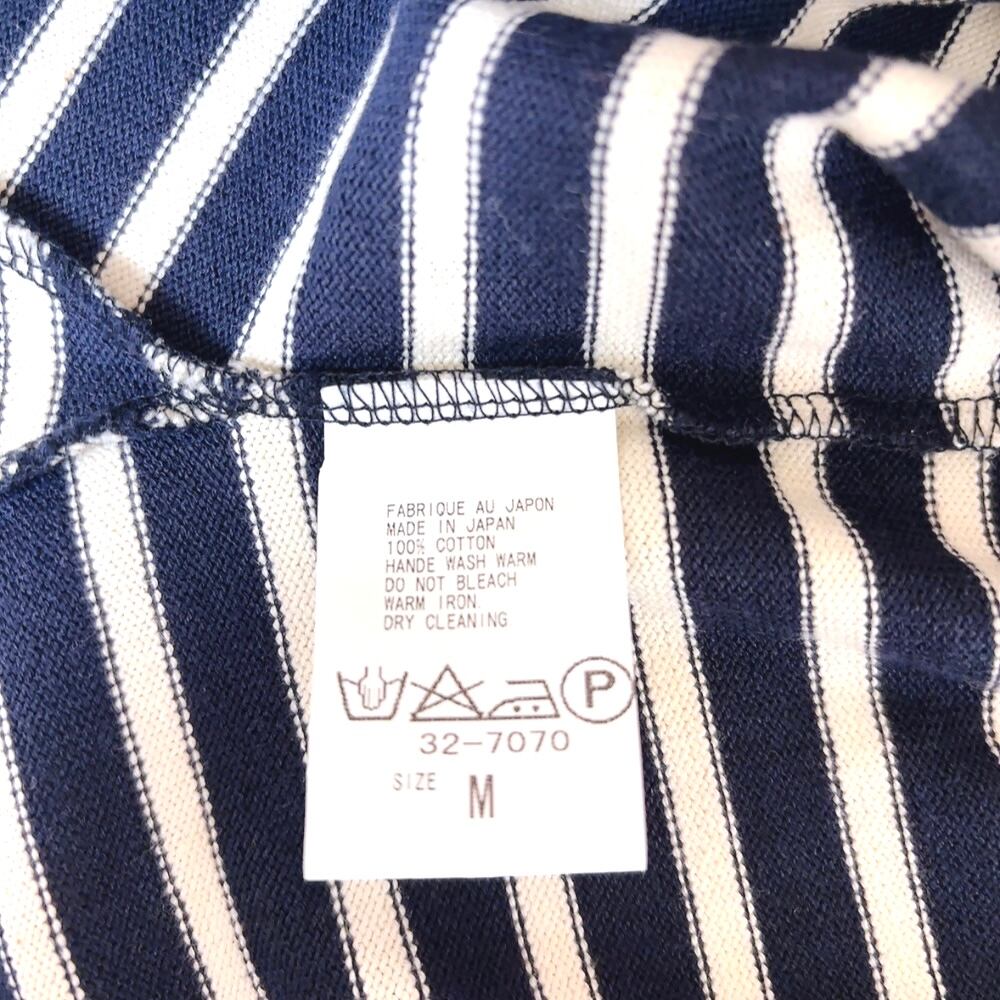 FABRIQUE AU JAPON
MADE IN JAPAN
100% COTTON
HANDE WASH WARM
DO NOT BLEACH
WARM IRON.
DRY CLEANING
P
32-7070
SIZE M